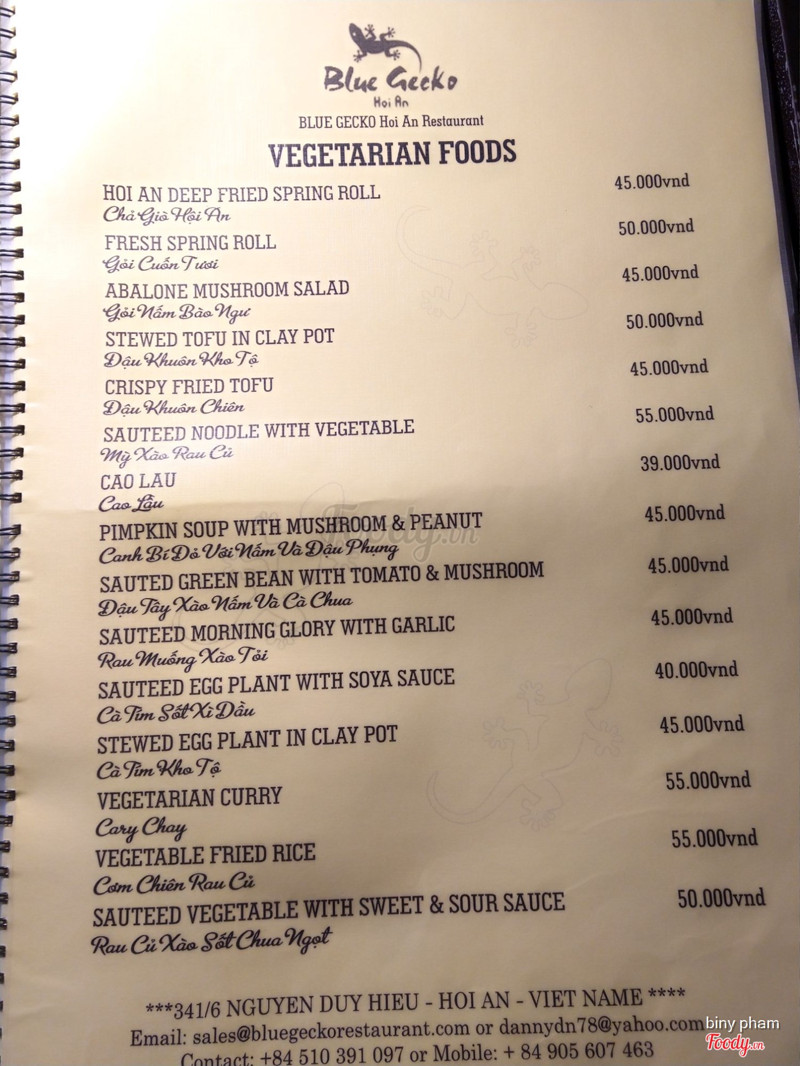 Blue Gecko
Hoi An
BLUE GECKO Hoi An Restaurant
VEGETARIAN FOODS
HOI AN DEEP FRIED SPRING ROLL 45.000vnd
Chả Giò Hội An
FRESH SPRING ROLL 50.000vnd
Gỏi Cuốn Tươi
ABALONE MUSHROOM SALAD 45.000vnd
Gỏi Nấm Bào Ngư
STEWED TOFU IN CLAY POT 50.000vnd
Dậu Khuôn Kho Tộ
CRISPY FRIED TOFU 45.000vnd
Dậu Khuôn Chiên
SAUTEED NOODLE WITH VEGETABLE 55.000vnd
Mỳ Xào Rau Củ
CAO LAU 39.000vnd
Cao Lầu
PIMPKIN SOUP WITH MUSHROOM & PEANUT 45.000vnd
Canh Bí Đỏ Với Nấm Và Dậu Phụng
SAUTED GREEN BEAN WITH TOMATO & MUSHROOM 45.000vnd
Dậu Tây Xào Nấm Và Cà Chua
SAUTEED MORNING GLORY WITH GARLIC 45.000vnd
Rau Muống Xào Tỏi
SAUTEED EGG PLANT WITH SOYA SAUCE 40.000vnd
Cà Tím Sốt Xì Dầu
STEWED EGG PLANT IN CLAY POT 45.000vnd
Cà Tím Kho Tộ
VEGETARIAN CURRY 55.000vnd
Cary Chay
VEGETABLE FRIED RICE 55.000vnd
Cơm Chiên Rau Củ
SAUTEED VEGETABLE WITH SWEET & SOUR SAUCE 50.000vnd
Rau Củ Xào Sốt Chua Ngọt
***341/6 NGUYEN DUY HIEU - HOI AN - VIET NAME ****
Email: sales@bluegeckorestaurant.com or dannydn78@yahoo.com
Contact: +84 510 391 097 or Mobile: + 84 905 607 463
biny pham
Foody.vn
Foody.vn